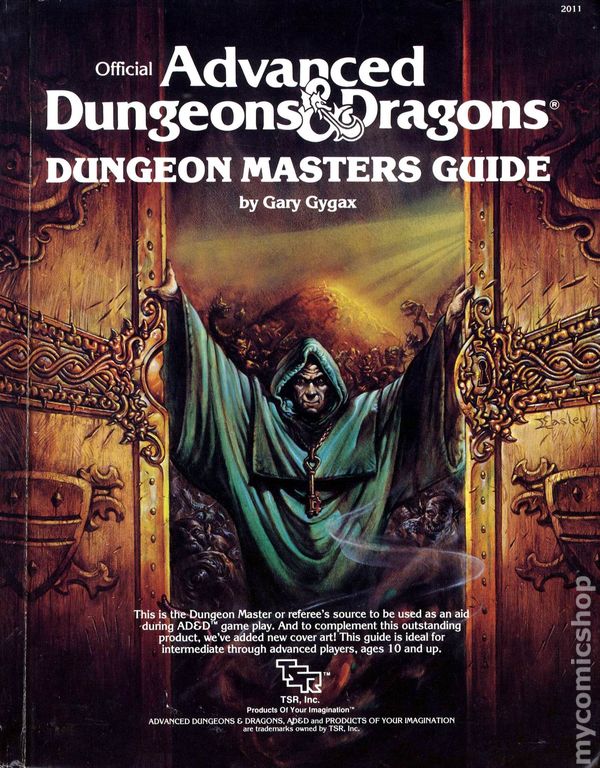 2011
Official Advanced
Dungeons & Dragons®
DUNGEON MASTERS GUIDE
by Gary Gygax
Easley
This is the Dungeon Master or referee's source to be used as an aid
during AD&D™ game play. And to complement this outstanding
product, we've added new cover art! This guide is ideal for
intermediate through advanced players, ages 10 and up.
TSR™
TSR, Inc.
Products Of Your Imagination™
ADVANCED DUNGEONS & DRAGONS, AD&D and PRODUCTS OF YOUR IMAGINATION
are trademarks owned by TSR, Inc.
mycomicshop